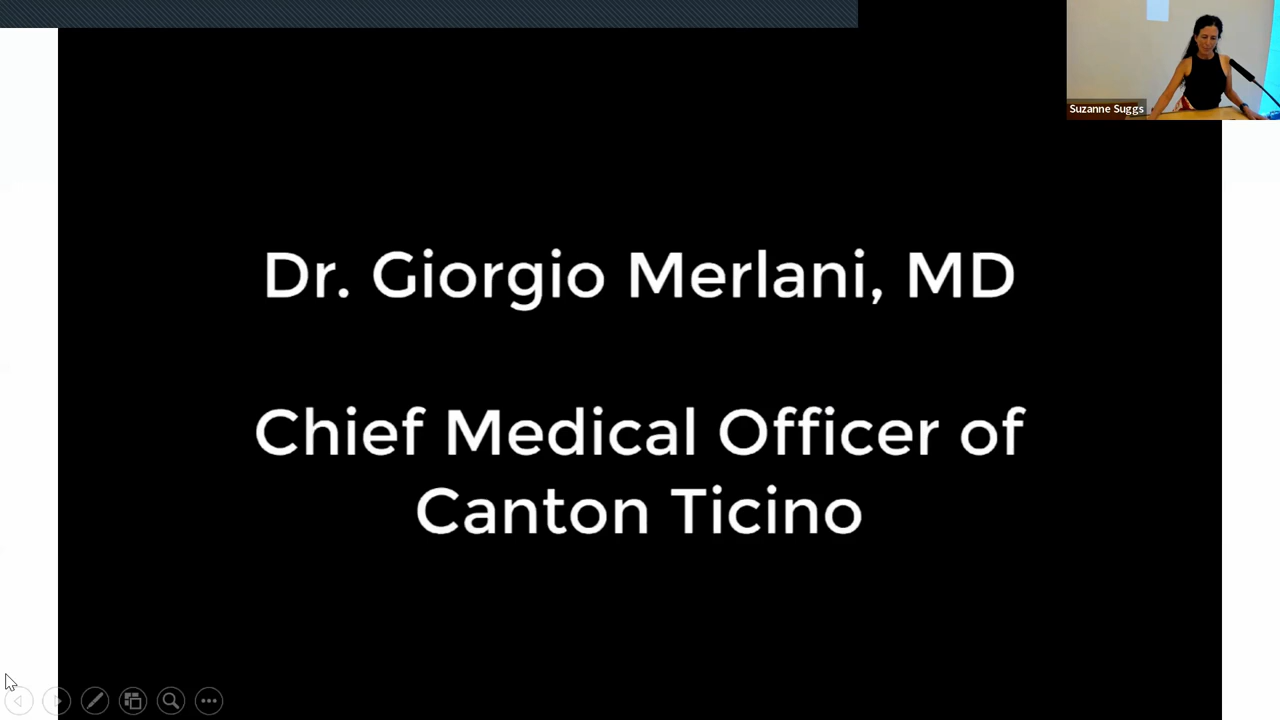 Suzanne Suggs
Dr. Giorgio Merlani, MD
Chief Medical Officer of
Canton Ticino